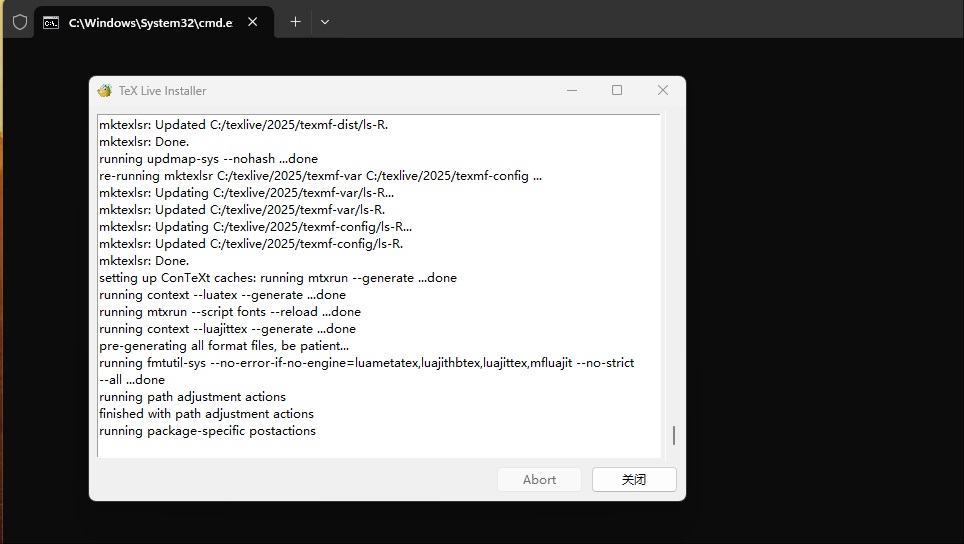 C:\Windows\System32\cmd.e
TeX Live Installer
mktexlsr: Updated C:/texlive/2025/texmf-dist/ls-R.
mktexlsr: Done.
running updmap-sys --nohash ...done
re-running mktexlsr C:/texlive/2025/texmf-var C:/texlive/2025/texmf-config ...
mktexlsr: Updating C:/texlive/2025/texmf-var/ls-R...
mktexlsr: Updated C:/texlive/2025/texmf-var/ls-R.
mktexlsr: Updating C:/texlive/2025/texmf-config/ls-R...
mktexlsr: Updated C:/texlive/2025/texmf-config/ls-R.
mktexlsr: Done.
setting up ConTeXt caches: running mtxrun --generate ...done
running context --luatex --generate ...done
running mtxrun --script fonts --reload ...done
running context --luajittex --generate ...done
pre-generating all format files, be patient...
running fmtutil-sys --no-error-if-no-engine=luametatex,luajithbtex,luajittex,mfluajit --no-strict
--all ...done
running path adjustment actions
finished with path adjustment actions
running package-specific postactions
Abort
关闭